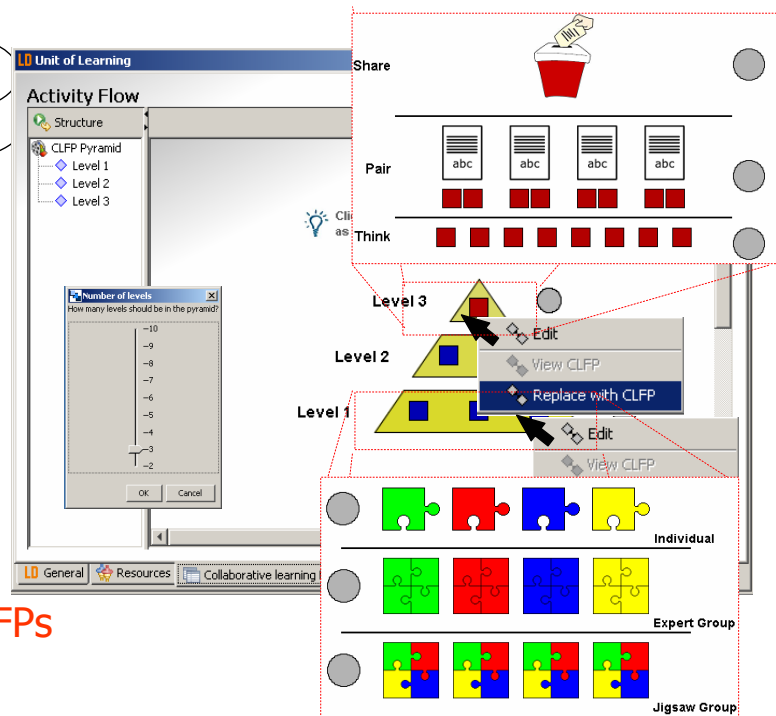 LD Unit of Learning
Activity Flow
Structure
CLFP Pyramid
Level 1
Level 2
Level 3
Number of levels
How many levels should be in the pyramid?
10
9
8
7
6
5
4
3
2
OK Cancel
Share
Pair
abc abc abc abc
Think
as
Level 3
Level 2
Level 1
Edit
View CLFP
Replace with CLFP
Edit
View CLFP
Individual
Expert Group
Jigsaw Group
LD General Resources Collaborative learning
FPs